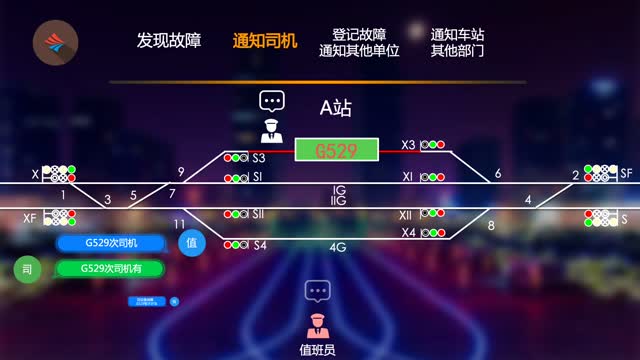 发现故障
通知司机
登记故障
通知其他单位
通知车站
其他部门
A站
G529
S3
X3
X
9
SI
XI
6
2
SF
1
3
5
7
IG
IIG
4
XF
11
SII
XII
8
S
S4
X4
4G
G529次司机
值
司
G529次司机有
值班员